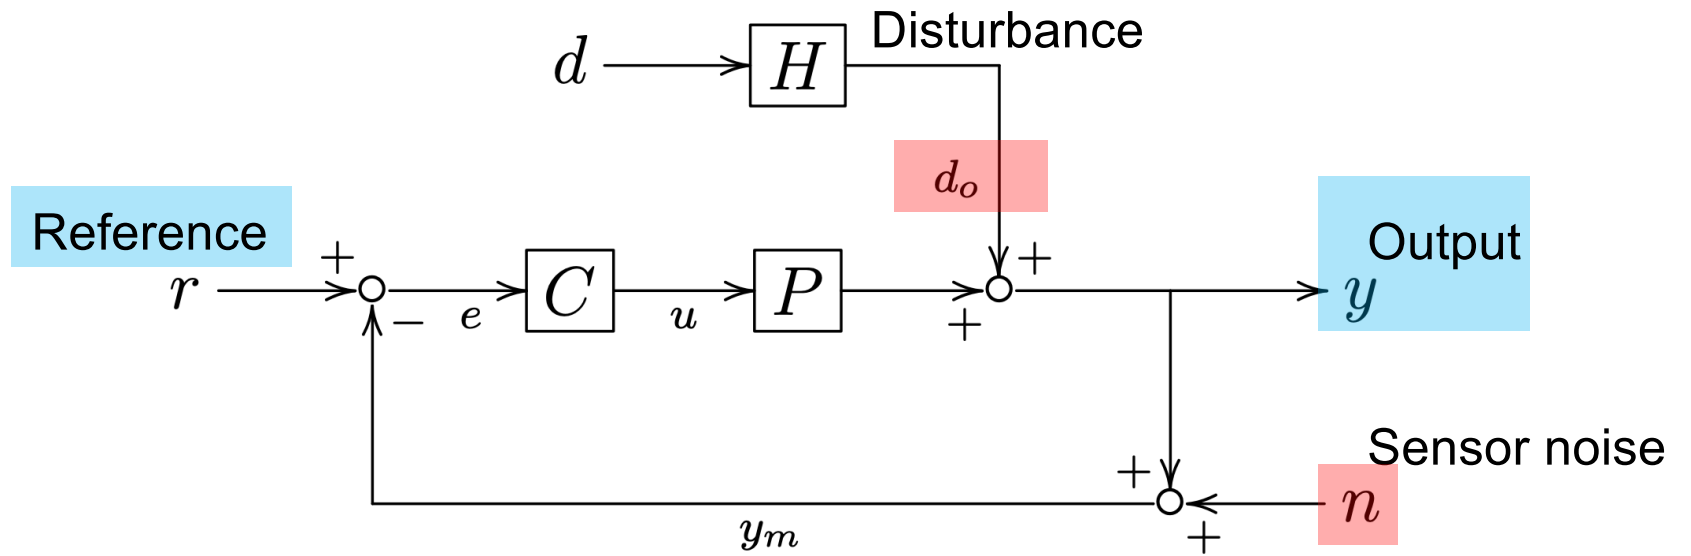 Disturbance
d
H
d_o
Reference
Output
+
+
r
C
P
y
e
u
−
+
Sensor noise
+
n
y_m
+